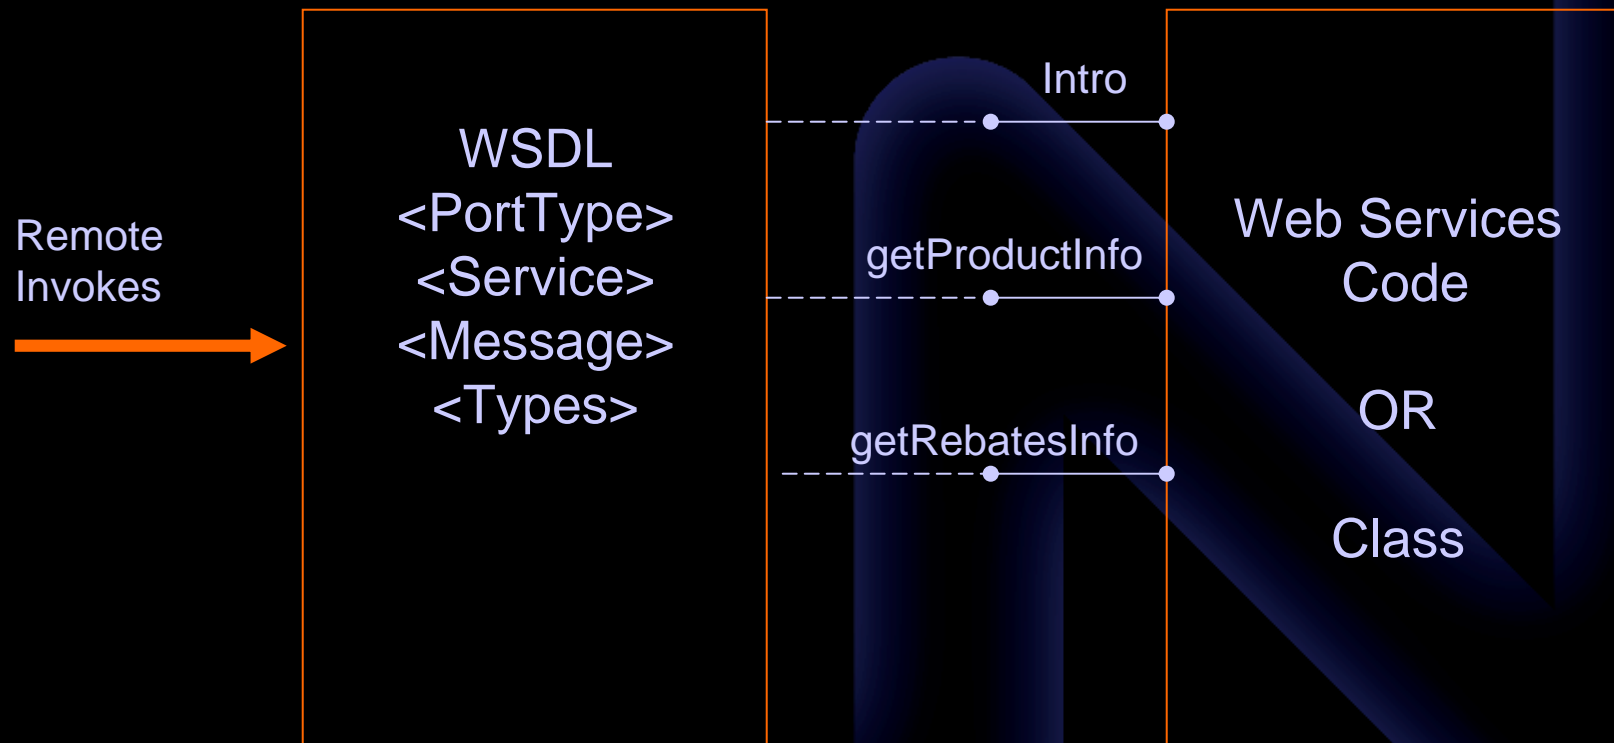 Remote
Invokes
WSDL
<PortType>
<Service>
<Message>
<Types>
Intro
getProductInfo
getRebatesInfo
Web Services
Code
OR
Class